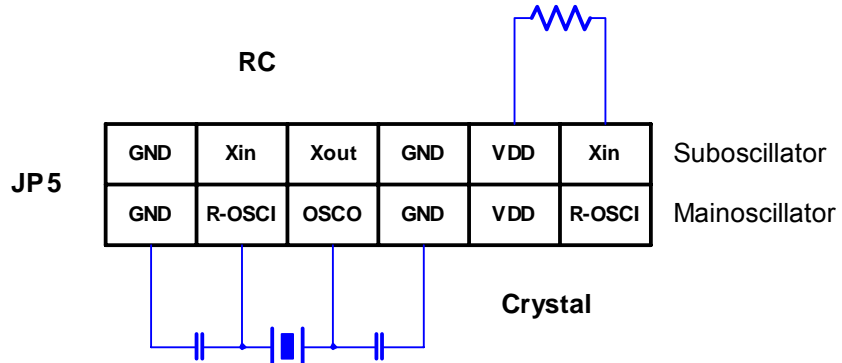 RC
GND Xin Xout GND VDD Xin Suboscillator
JP5
GND R-OSCI OSCO GND VDD R-OSCI Mainoscillator
Crystal